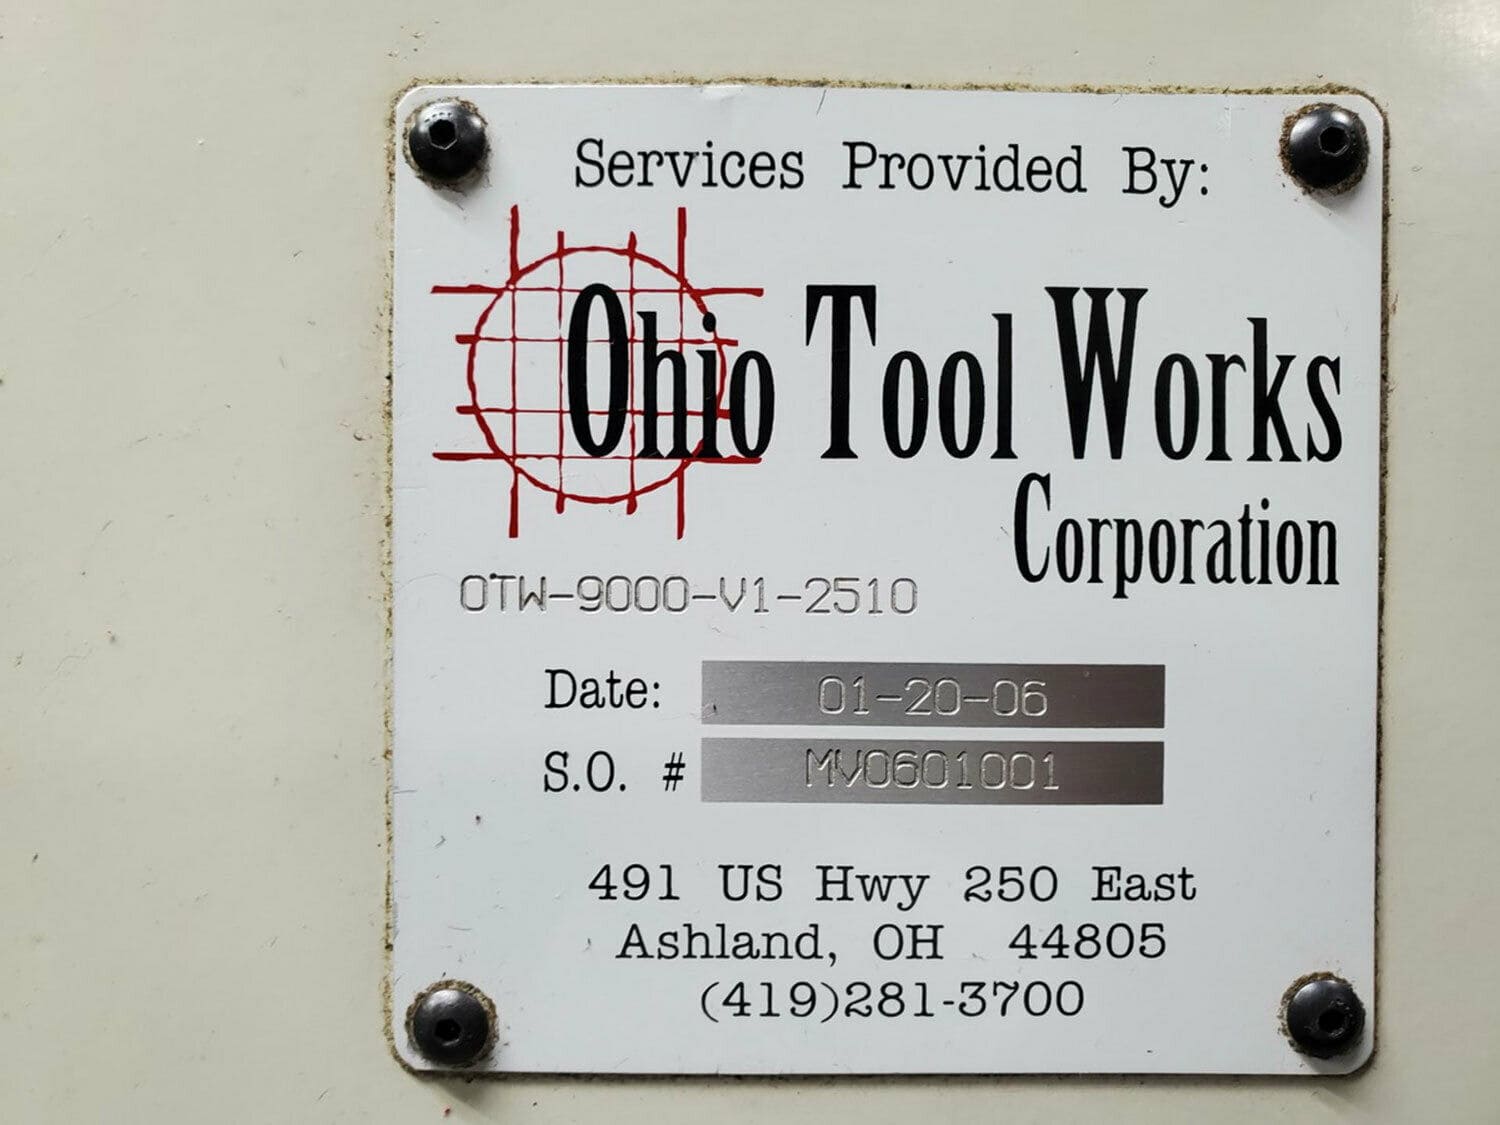 Services Provided By:
Ohio Tool Works
Corporation
OTW-9000-V1-2510
Date: 01-20-06
S.O. # MV0601001
491 US Hwy 250 East
Ashland, OH 44805
(419)281-3700